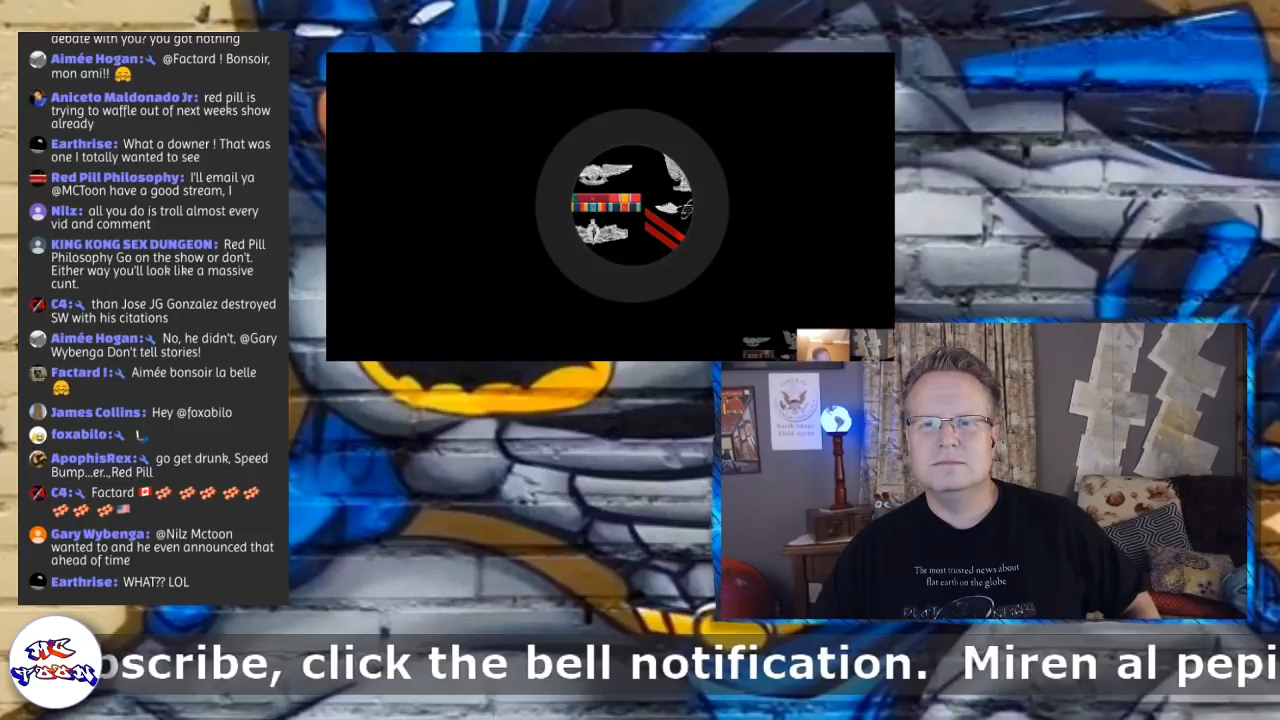 debate with you? you got nothing
Aimée Hogan: @Factard ! Bonsoir,
mon ami!! 🤗
Aniceto Maldonado Jr: red pill is
trying to waffle out of next weeks show
already
Earthrise: What a downer ! That was
one I totally wanted to see
Red Pill Philosophy: I'll email ya
@MCToon have a good stream, I
Nilz: all you do is troll almost every
vid and comment
KING KONG SEX DUNGEON: Red Pill
Philosophy Go on the show or don't.
Either way you'll look like a massive
cunt.
C4: than Jose JG Gonzalez destroyed
SW with his citations
Aimée Hogan: No, he didn't, @Gary
Wybenga Don't tell stories!
Factard !: Aimée bonsoir la belle
🤗
James Collins: Hey @foxabilo
foxabilo:
ApophisRex: go get drunk, Speed
Bump...er..,Red Pill
C4: Factard 🇨🇦🥓 🥓🥓 🥓🥓
🥓🥓 🥓🇺🇸
Gary Wybenga: @Nilz Mctoon
wanted to and he even announced that
ahead of time
Earthrise: WHAT?? LOL
Earth Shape
Field Agent
The most trusted news about
flat earth on the globe
MC
TOON
bscribe, click the bell notification. Miren al pepi